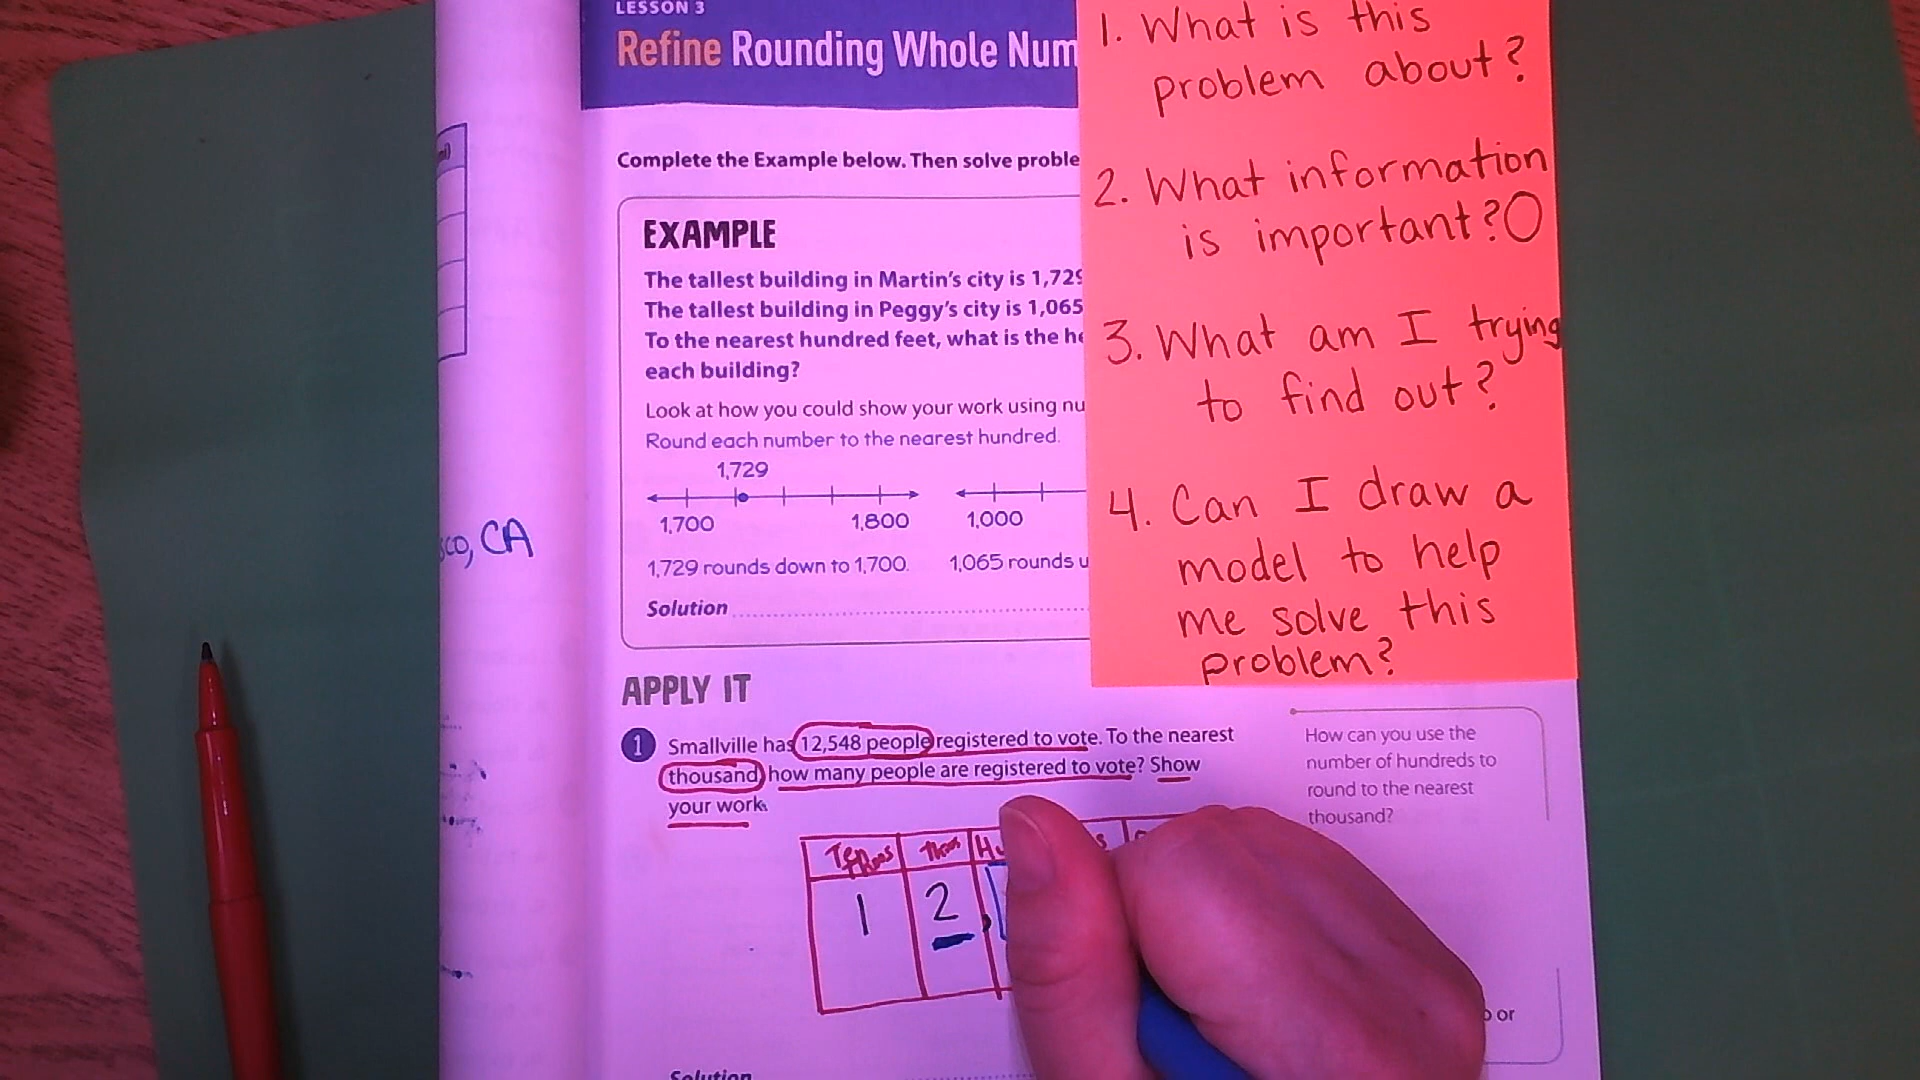 LESSON 3
Refine Rounding Whole Num
Complete the Example below. Then solve proble
EXAMPLE
The tallest building in Martin's city is 1,729
The tallest building in Peggy's city is 1,065
To the nearest hundred feet, what is the he
each building?
Look at how you could show your work using nu
Round each number to the nearest hundred.
1,729
1,700 1,800 1,000
1,729 rounds down to 1,700. 1,065 rounds u
Solution
1. What is this
problem about?
2. What information
is important?
3. What am I trying
to find out?
4. Can I draw a
model to help
me solve this
problem?
CO, CA
APPLY IT
1 Smallville has 12,548 people registered to vote. To the nearest
thousand, how many people are registered to vote? Show
your work.
How can you use the
number of hundreds to
round to the nearest
thousand?
Ten Thous Thous Hu
1 2,
or
Solution